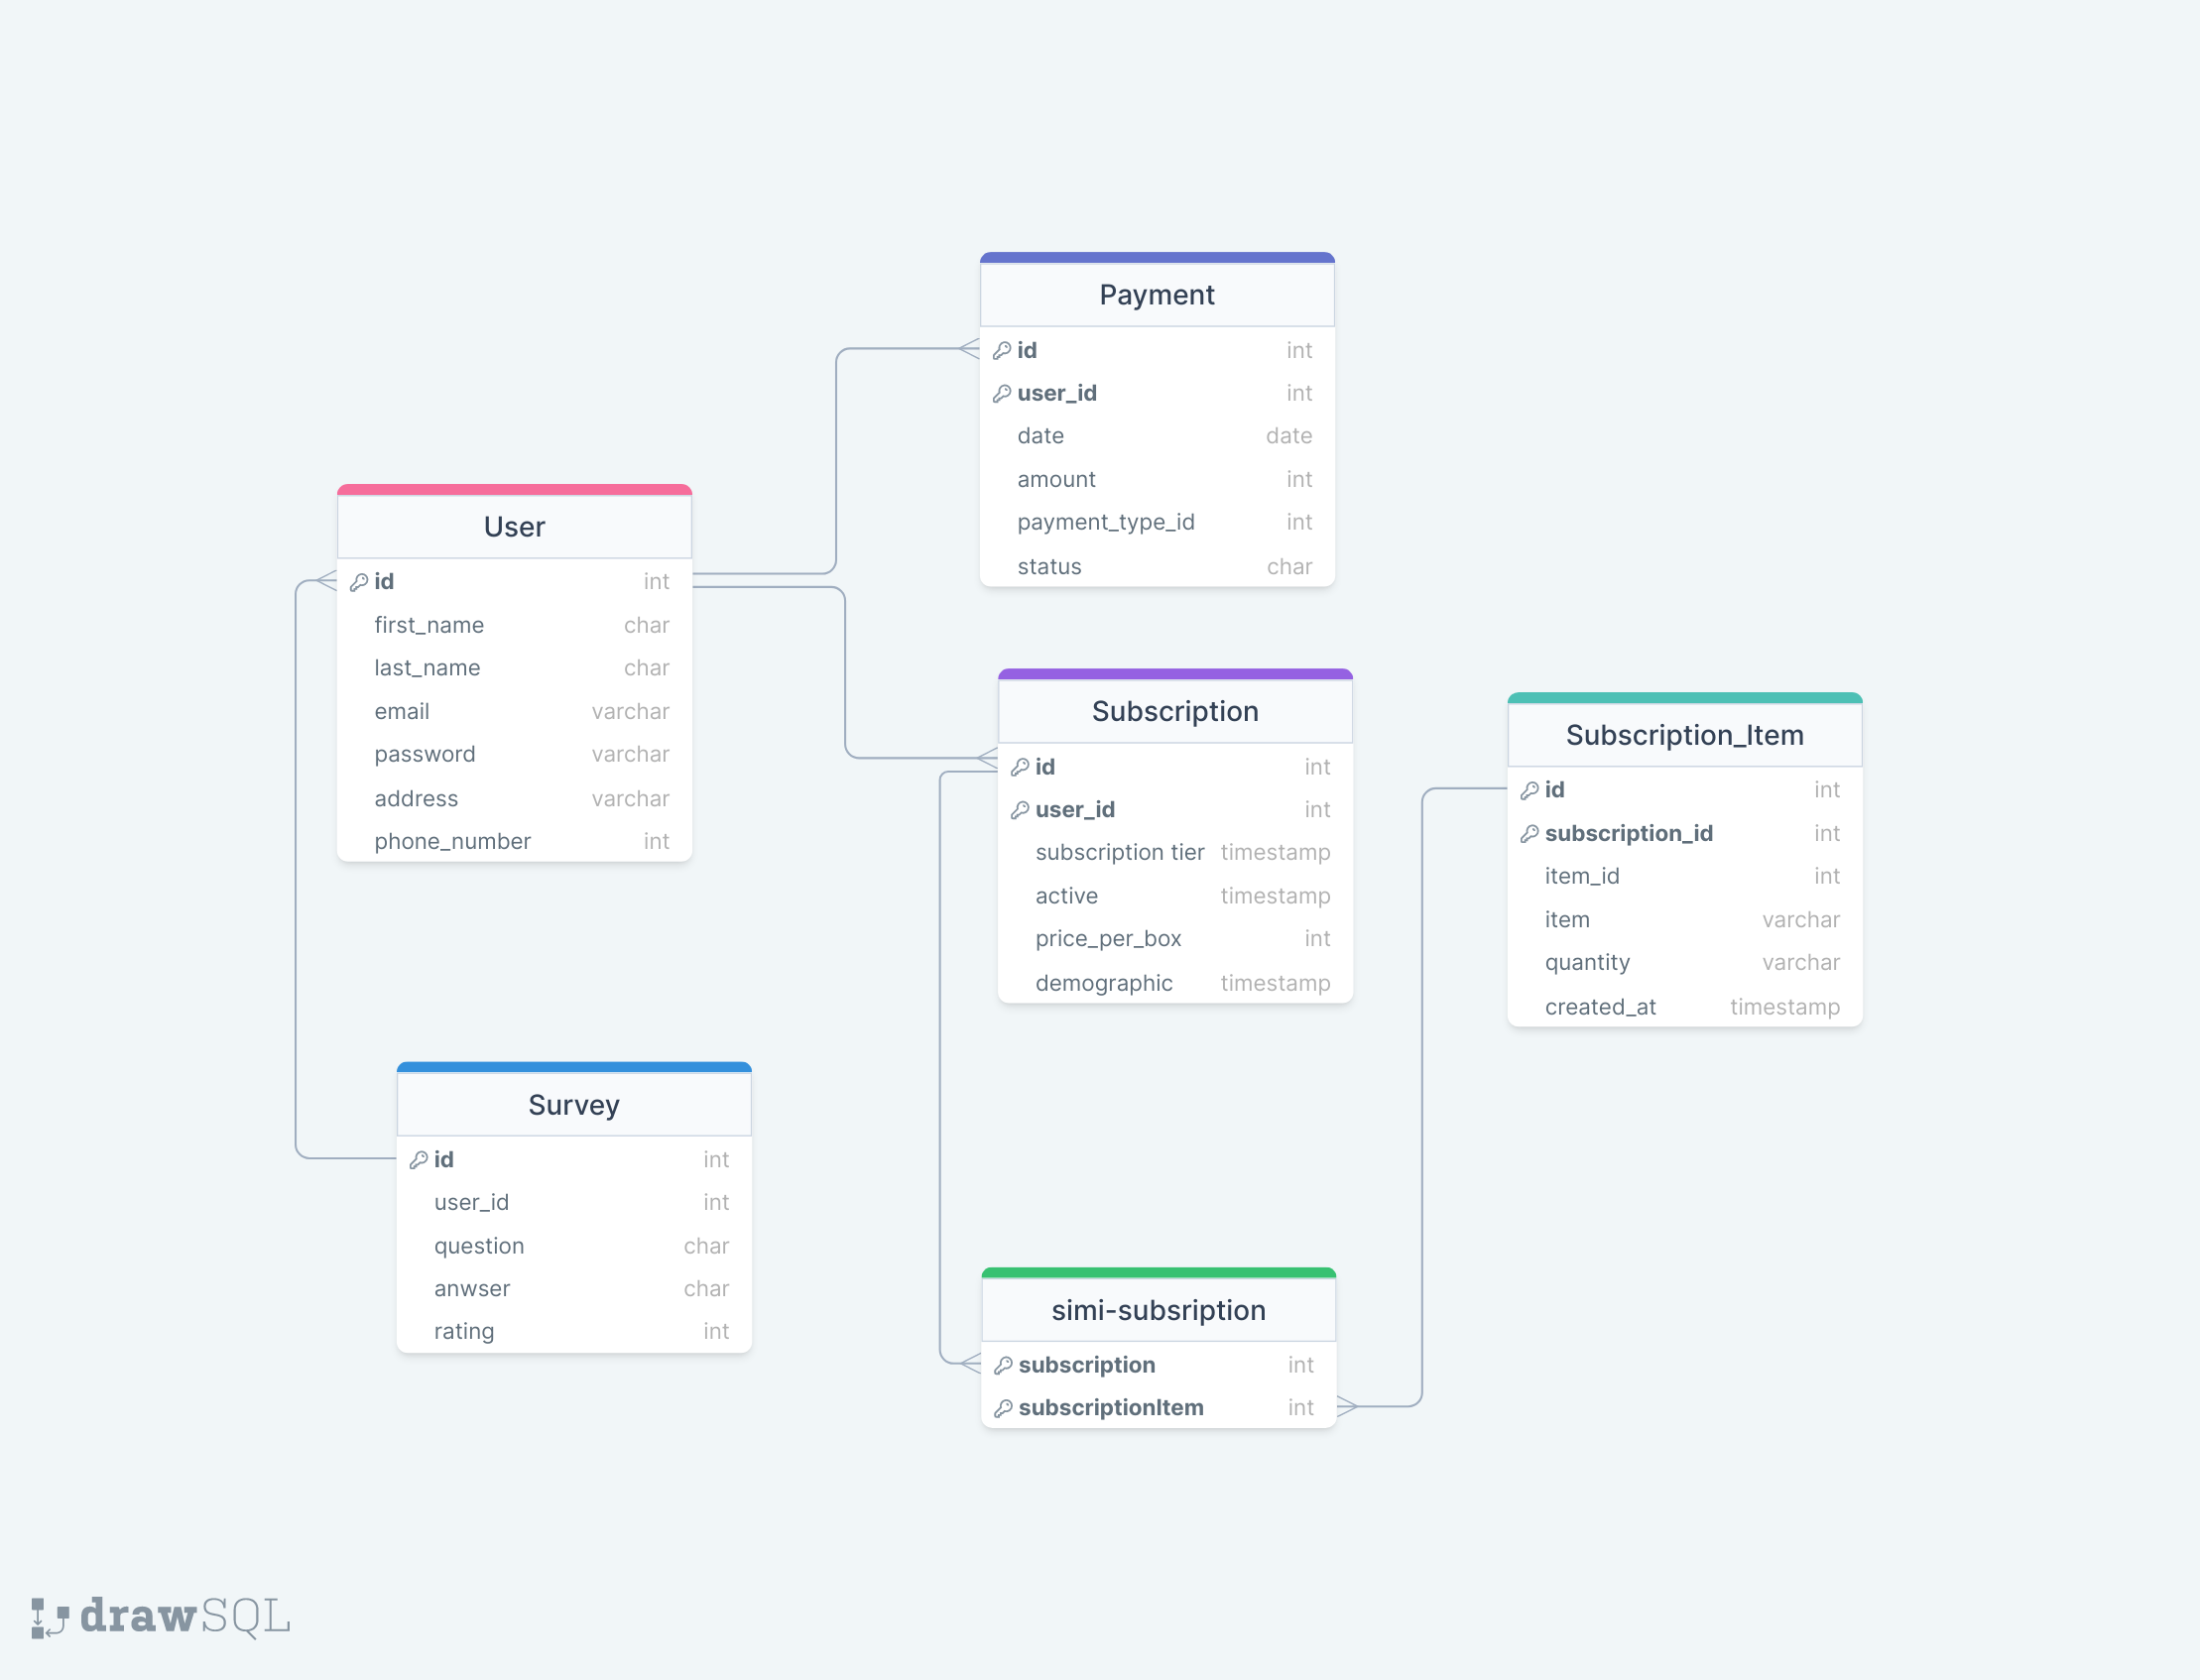 Payment
id int
user_id int
date date
amount int
payment_type_id int
status char
User
id int
first_name char
last_name char
email varchar
password varchar
address varchar
phone_number int
Subscription
id int
user_id int
subscription tier timestamp
active timestamp
price_per_box int
demographic timestamp
Subscription_Item
id int
subscription_id int
item_id int
item varchar
quantity varchar
created_at timestamp
Survey
id int
user_id int
question char
anwser char
rating int
simi-subsription
subscription int
subscriptionItem int
drawSQL